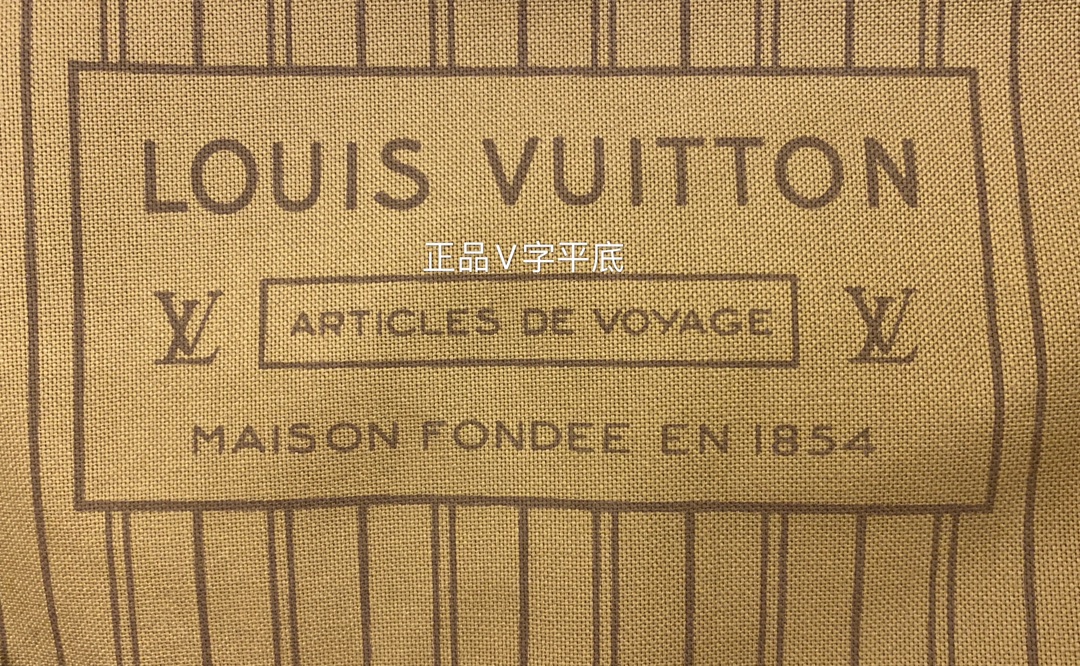 LOUIS VUITTON
正品V字平底
LV ARTICLES DE VOYAGE LV
MAISON FONDEE EN 1854